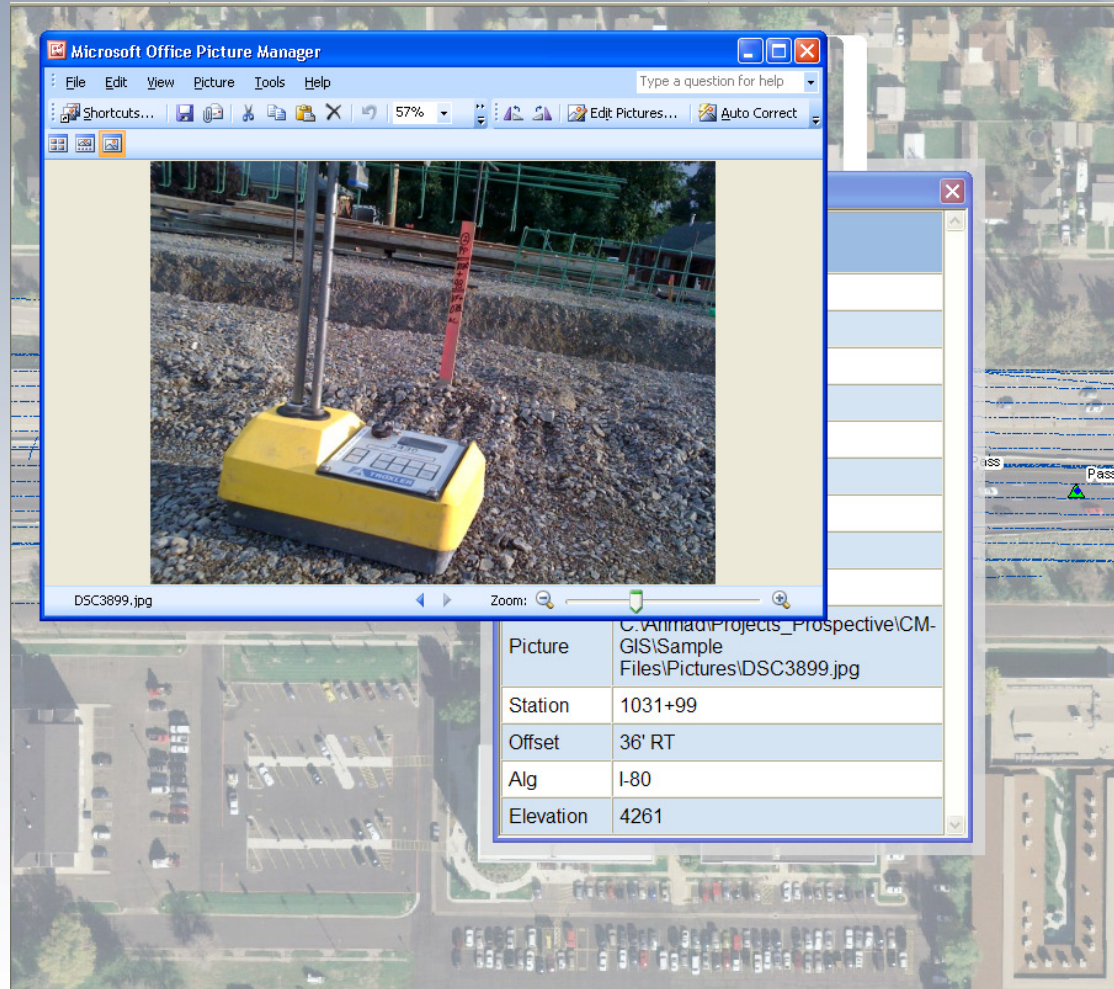 Microsoft Office Picture Manager
File Edit View Picture Tools Help
Type a question for help
Shortcuts...
57%
Edit Pictures...
Auto Correct
TROXLER
DSC3899.jpg
Zoom:
Pass
Picture
C:\Ahmad\Projects_Prospective\CM-
GIS\Sample
Files\Pictures\DSC3899.jpg
Station 1031+99
Offset 36' RT
Alg I-80
Elevation 4261